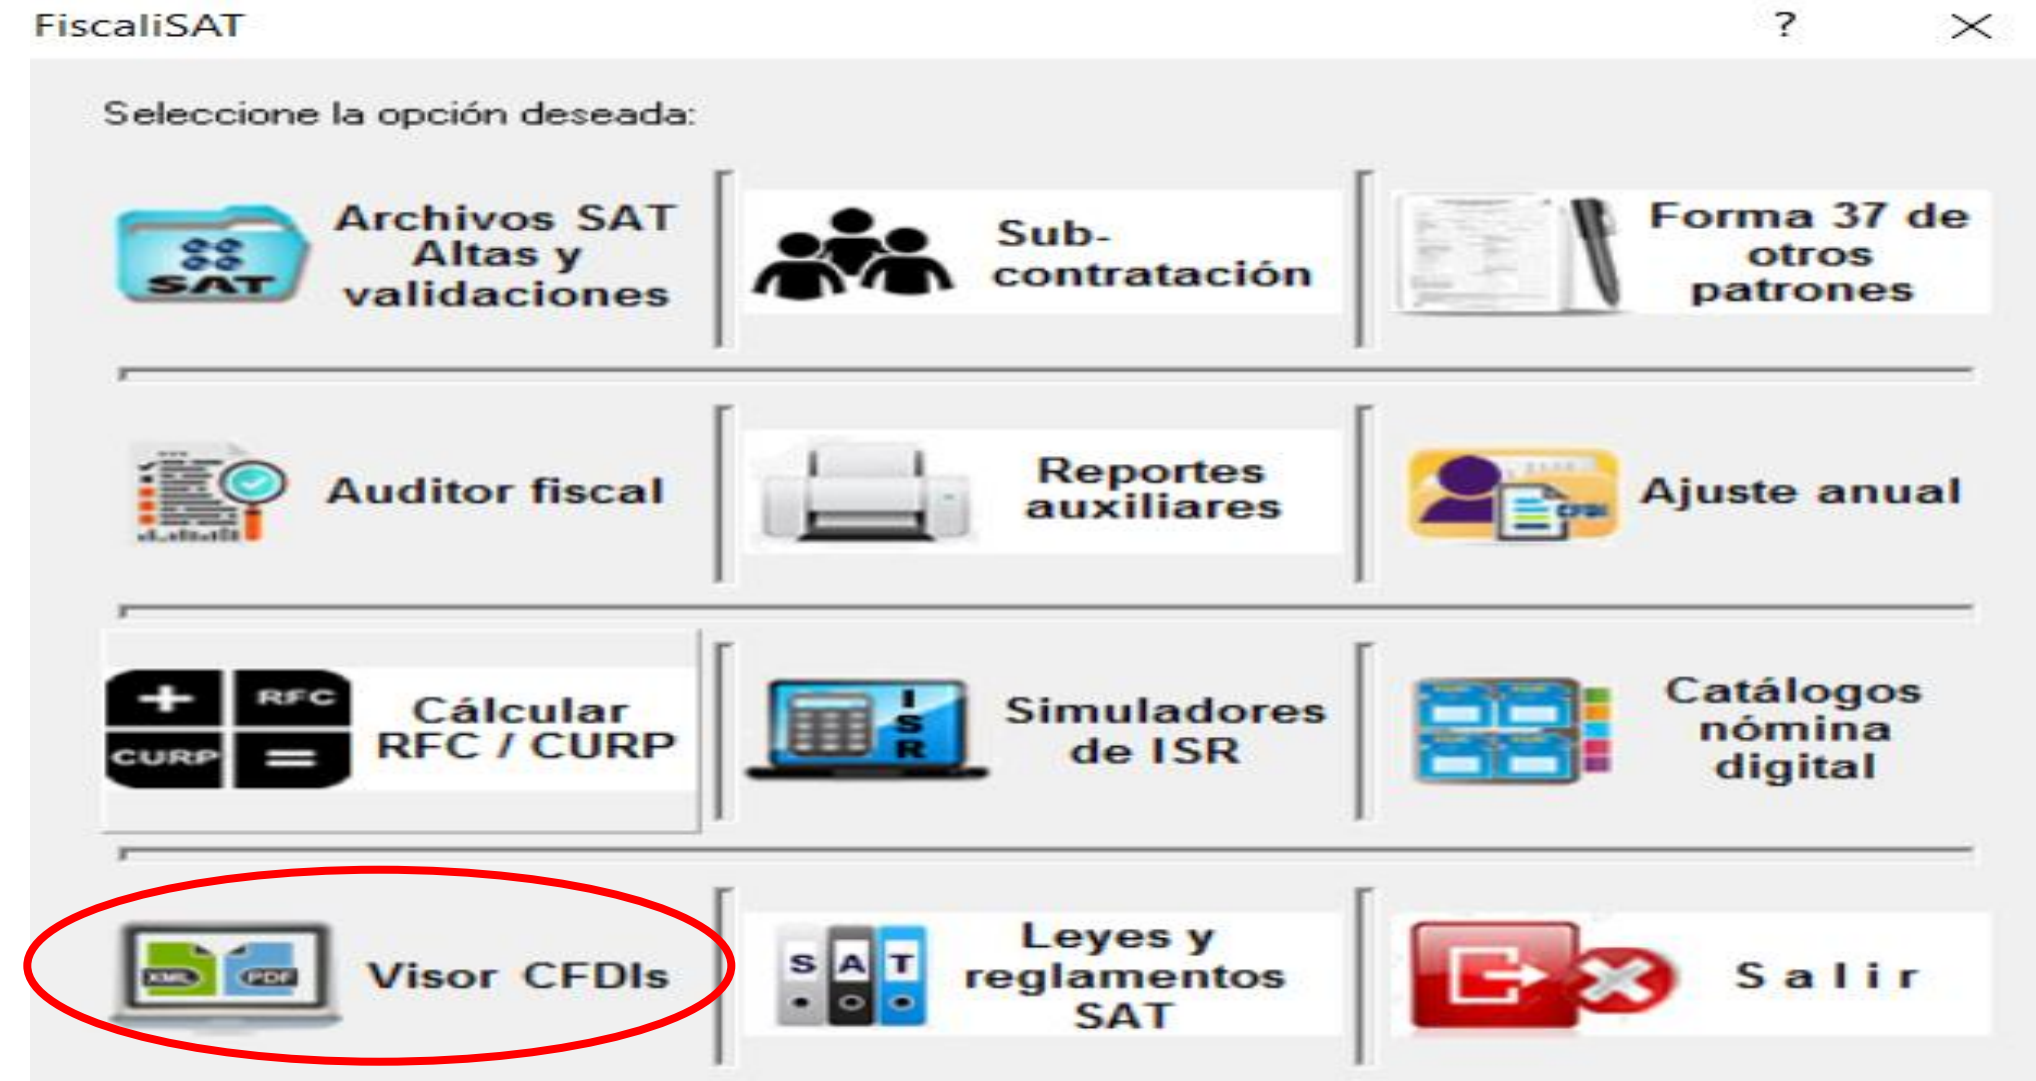 FiscaliSAT
?
Seleccione la opción deseada:
SAT
Archivos SAT
Altas y
validaciones
Sub-
contratación
Forma 37 de
otros
patrones
Auditor fiscal
Reportes
auxiliares
CFDI
Ajuste anual
+ RFC
CURP =
Cálcular
RFC / CURP
ISR
Simuladores
de ISR
Catálogos
nómina
digital
XML PDF
Visor CFDIs
S A T
Leyes y
reglamentos
SAT
Salir